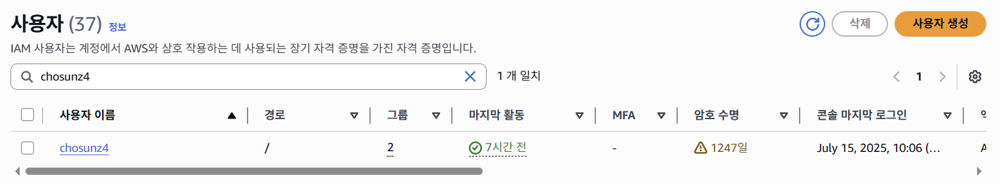 사용자 (37) 정보
삭제
사용자 생성
IAM 사용자는 계정에서 AWS와 상호 작용하는 데 사용되는 장기 자격 증명을 가진 자격 증명입니다.
chosunz4
1 개 일치
1
사용자 이름 경로 그룹 마지막 활동 MFA 암호 수명 콘솔 마지막 로그인
chosunz4 / 2 7시간 전 - 1247일 July 15, 2025, 10:06 (...